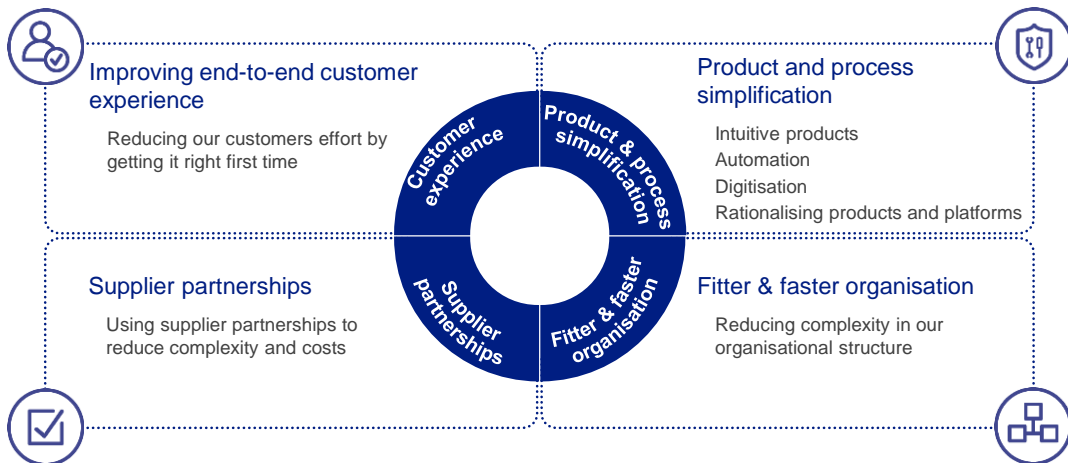 Improving end-to-end customer
experience
Reducing our customers effort by
getting it right first time
Product and process
simplification
Intuitive products
Automation
Digitisation
Rationalising products and platforms
Customer
experience
Product & process
simplification
Supplier
partnerships
Fitter & faster
organisation
Supplier partnerships
Using supplier partnerships to
reduce complexity and costs
Fitter & faster organisation
Reducing complexity in our
organisational structure